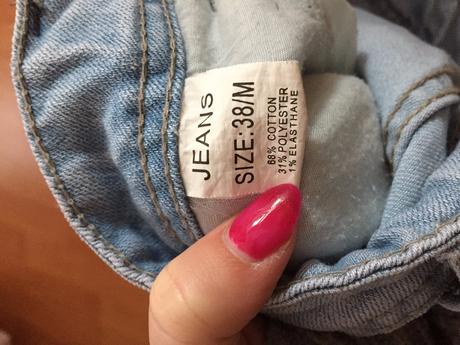 JEANS
SIZE:38/M
68% COTTON
31% POLYESTER
1% ELASTHANE